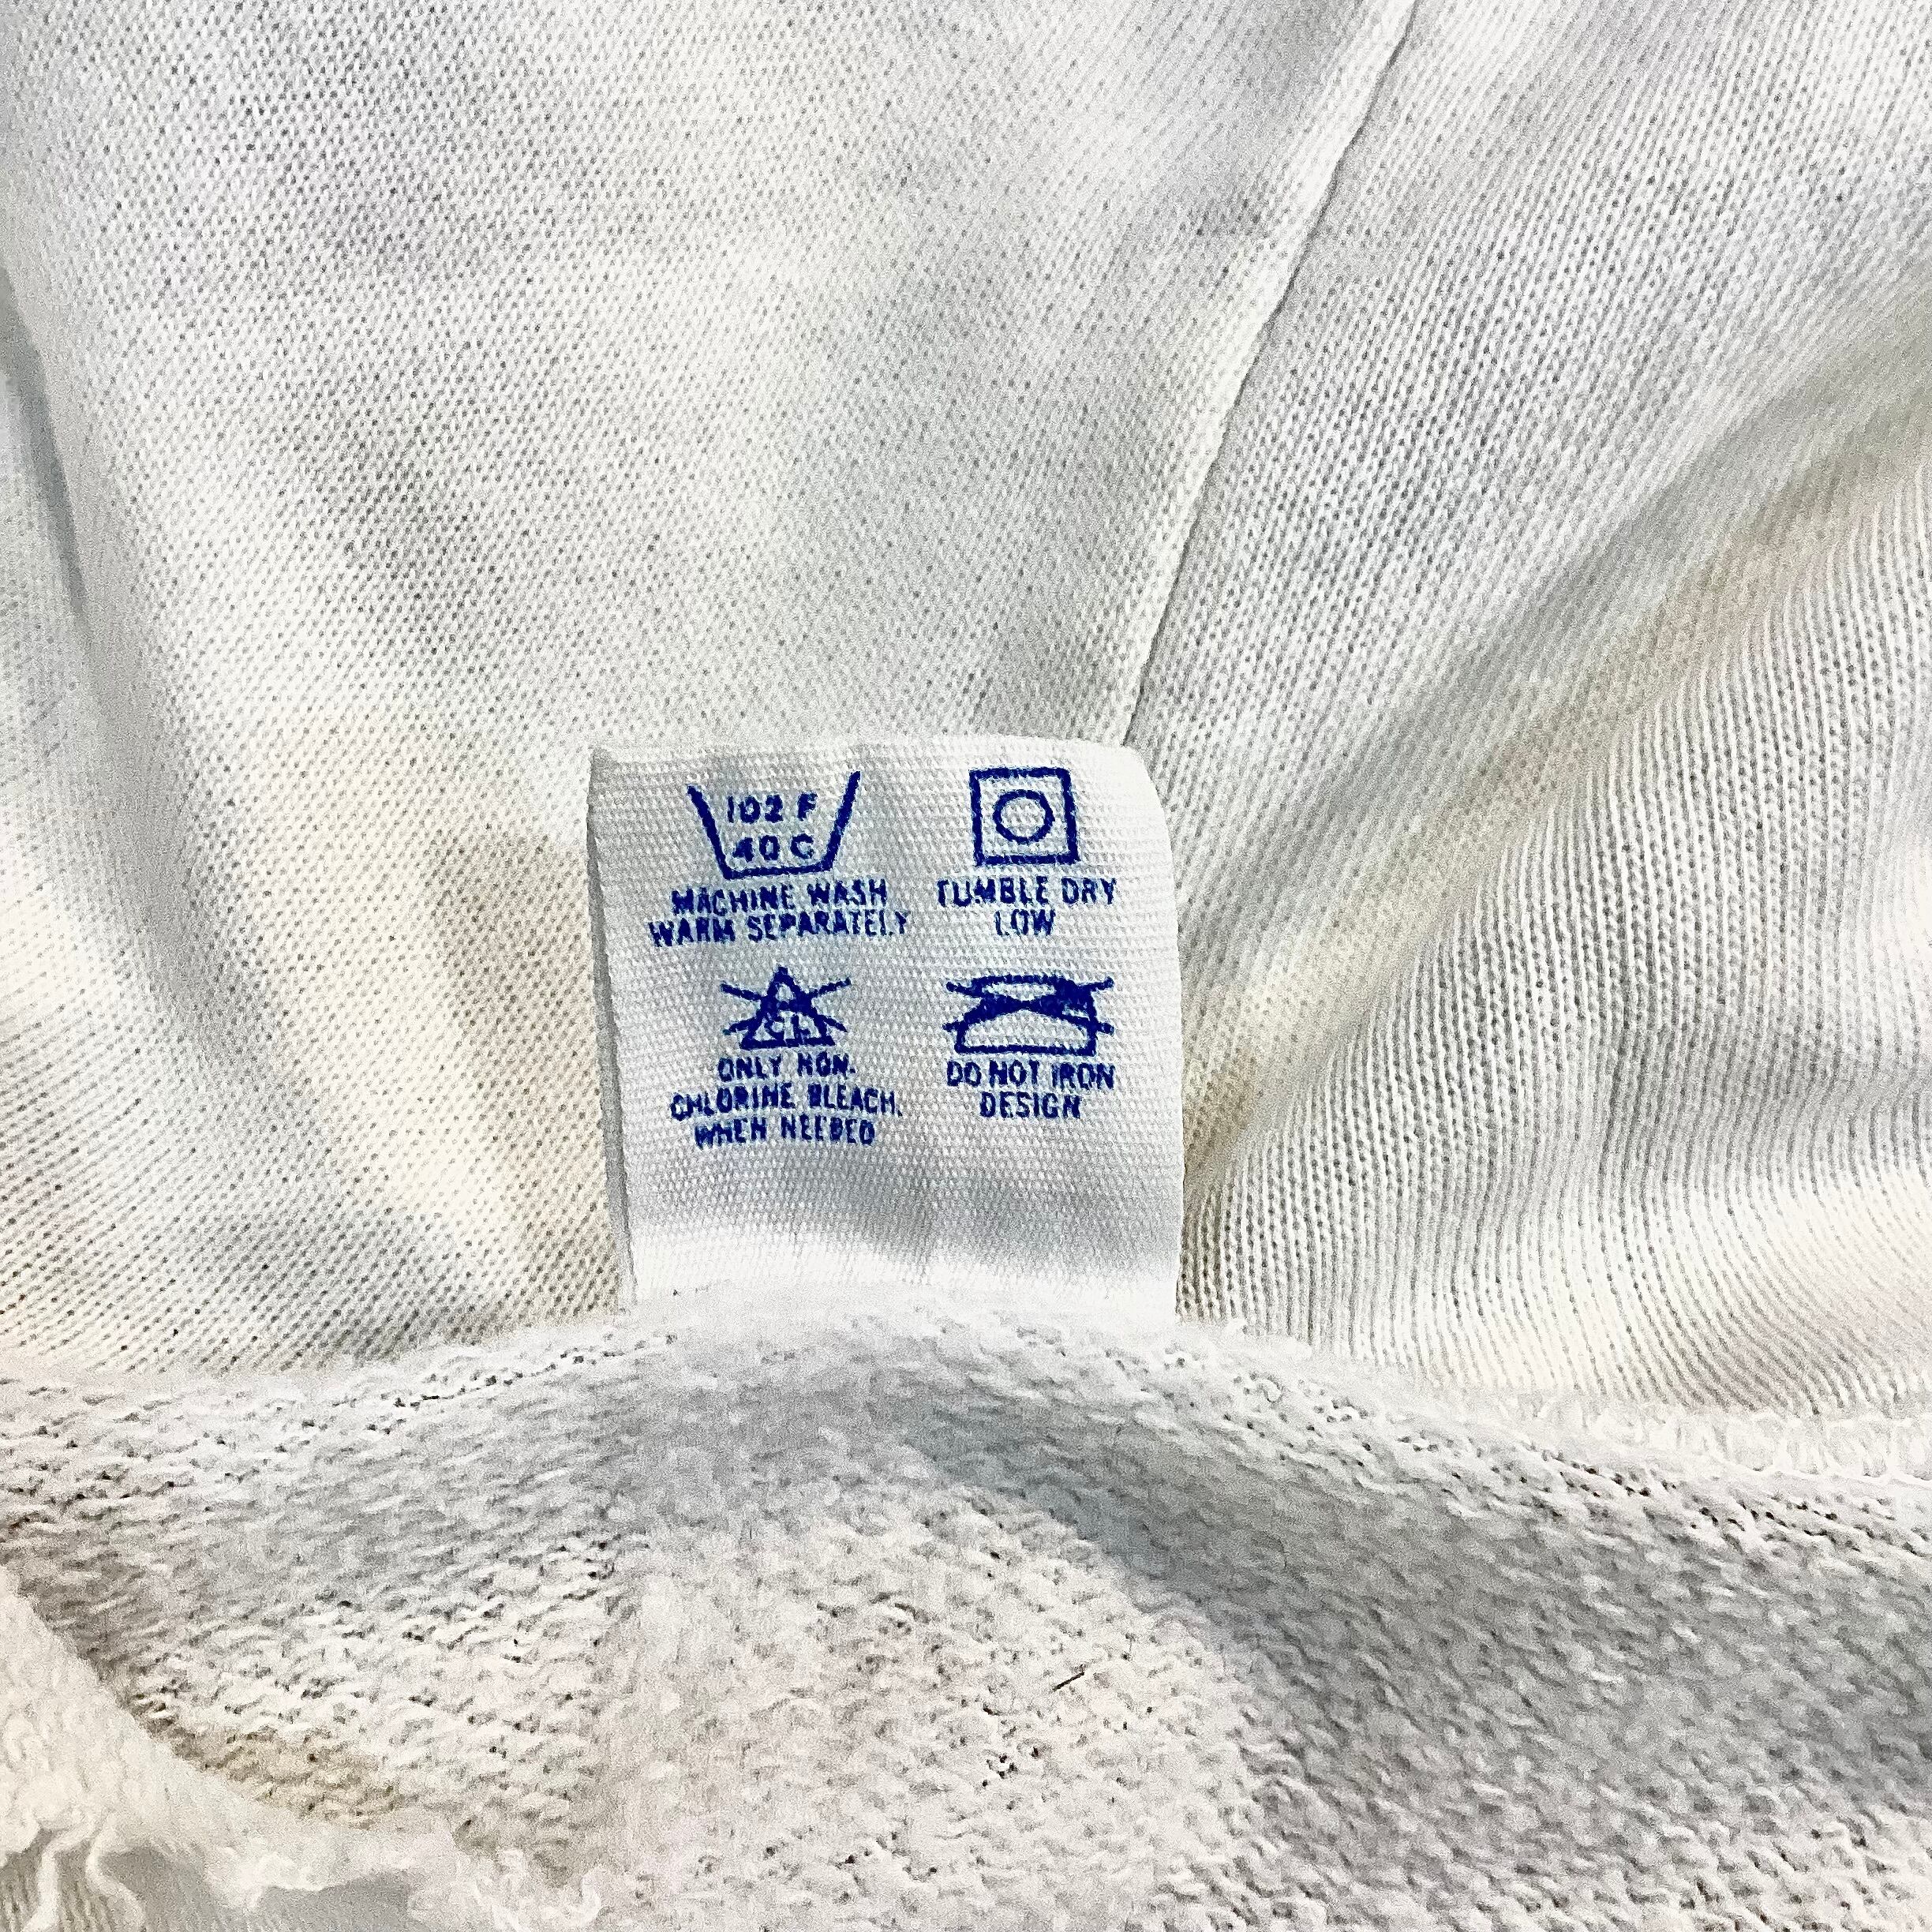 102 F
40 C
MACHINE WASH
WARM SEPARATELY
TUMBLE DRY
LOW
CL
ONLY NON-
CHLORINE BLEACH,
WHEN NEEDED
DO NOT IRON
DESIGN